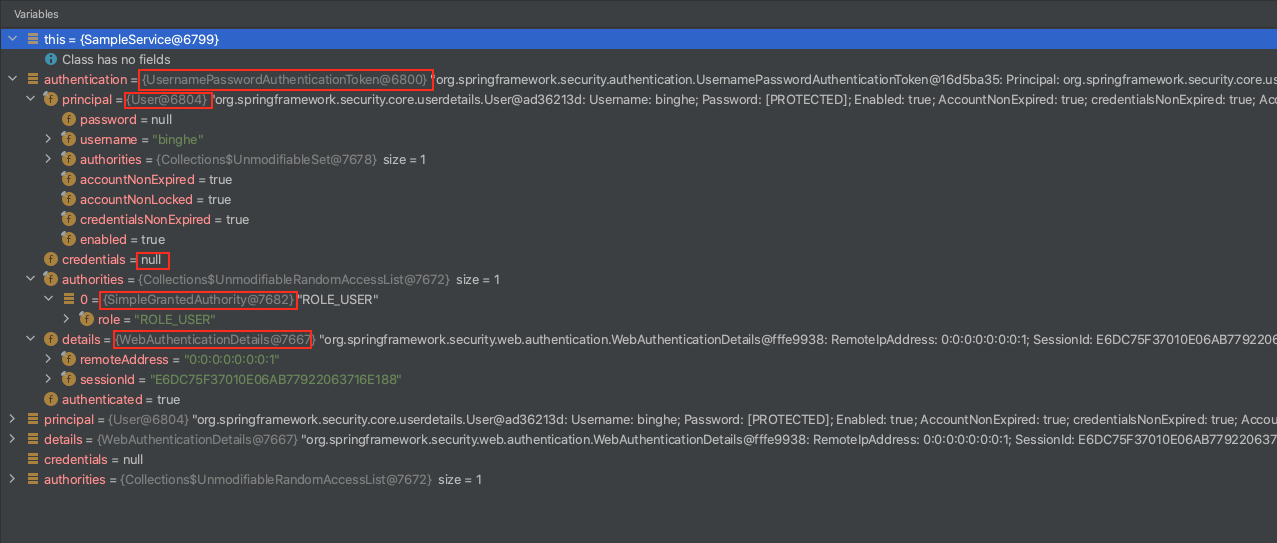 Variables
this = {SampleService@6799}
Class has no fields
authentication = {UsernamePasswordAuthenticationToken@6800} "org.springframework.security.authentication.UsernamePasswordAuthenticationToken@16d5ba35: Principal: org.springframework.security.core.us
principal = {User@6804} "org.springframework.security.core.userdetails.User@ad36213d: Username: binghe; Password: [PROTECTED]; Enabled: true; AccountNonExpired: true; credentialsNonExpired: true; Acc
password = null
username = "binghe"
authorities = {Collections$UnmodifiableSet@7678} size = 1
accountNonExpired = true
accountNonLocked = true
credentialsNonExpired = true
enabled = true
credentials = null
authorities = {Collections$UnmodifiableRandomAccessList@7672} size = 1
0 = {SimpleGrantedAuthority@7682} "ROLE_USER"
role = "ROLE_USER"
details = {WebAuthenticationDetails@7667} "org.springframework.security.web.authentication.WebAuthenticationDetails@fffe9938: RemoteIpAddress: 0:0:0:0:0:0:0:1; SessionId: E6DC75F37010E06AB7792206
remoteAddress = "0:0:0:0:0:0:0:1"
sessionId = "E6DC75F37010E06AB77922063716E188"
authenticated = true
principal = {User@6804} "org.springframework.security.core.userdetails.User@ad36213d: Username: binghe; Password: [PROTECTED]; Enabled: true; AccountNonExpired: true; credentialsNonExpired: true; Accour
details = {WebAuthenticationDetails@7667} "org.springframework.security.web.authentication.WebAuthenticationDetails@fffe9938: RemoteIpAddress: 0:0:0:0:0:0:0:1; SessionId: E6DC75F37010E06AB779220637
credentials = null
authorities = {Collections$UnmodifiableRandomAccessList@7672} size = 1